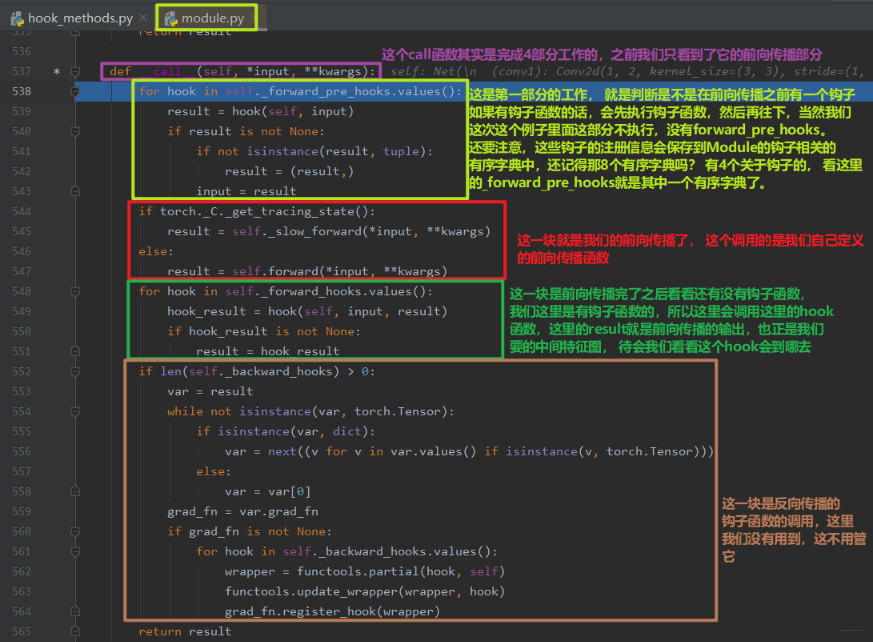 hook_methods.py × module.py ×
535 return result
536
这个call函数其实是完成4部分工作的，之前我们只看到了它的前向传播部分
537 * def __call__(self, *input, **kwargs): self: Net(\n (conv1): Conv2d(1, 2, kernel_size=(3, 3), stride=(1,
538 for hook in self._forward_pre_hooks.values():
539 result = hook(self, input)
540 if result is not None:
541 if not isinstance(result, tuple):
542 result = (result,)
543 input = result
这是第一部分的工作， 就是判断是不是在前向传播之前有一个钩子
如果有钩子函数的话，会先执行钩子函数，然后再往下，当然我们
这次这个例子里面这部分不执行，没有forward_pre_hooks。
还要注意，这些钩子的注册信息会保存到Module的钩子相关的
有序字典中，还记得那8个有序字典吗？ 有4个关于钩子的， 看这里
的_forward_pre_hooks就是其中一个有序字典了。
544 if torch._C._get_tracing_state():
545 result = self._slow_forward(*input, **kwargs)
546 else:
547 result = self.forward(*input, **kwargs)
这一块就是我们的前向传播了， 这个调用的是我们自己定义
的前向传播函数
548 for hook in self._forward_hooks.values():
549 hook_result = hook(self, input, result)
550 if hook_result is not None:
551 result = hook_result
这一块是前向传播完了之后看看还有没有钩子函数，
我们这里是有钩子函数的，所以这里会调用这里的hook
函数，这里的result就是前向传播的输出，也正是我们
要的中间特征图， 待会我们看看这个hook会到哪去
552 if len(self._backward_hooks) > 0:
553 var = result
554 while not isinstance(var, torch.Tensor):
555 if isinstance(var, dict):
556 var = next((v for v in var.values() if isinstance(v, torch.Tensor)))
557 else:
558 var = var[0]
559 grad_fn = var.grad_fn
560 if grad_fn is not None:
561 for hook in self._backward_hooks.values():
562 wrapper = functools.partial(hook, self)
563 functools.update_wrapper(wrapper, hook)
564 grad_fn.register_hook(wrapper)
565 return result
这一块是反向传播的
钩子函数的调用，这里
我们没有用到，这不用管
它